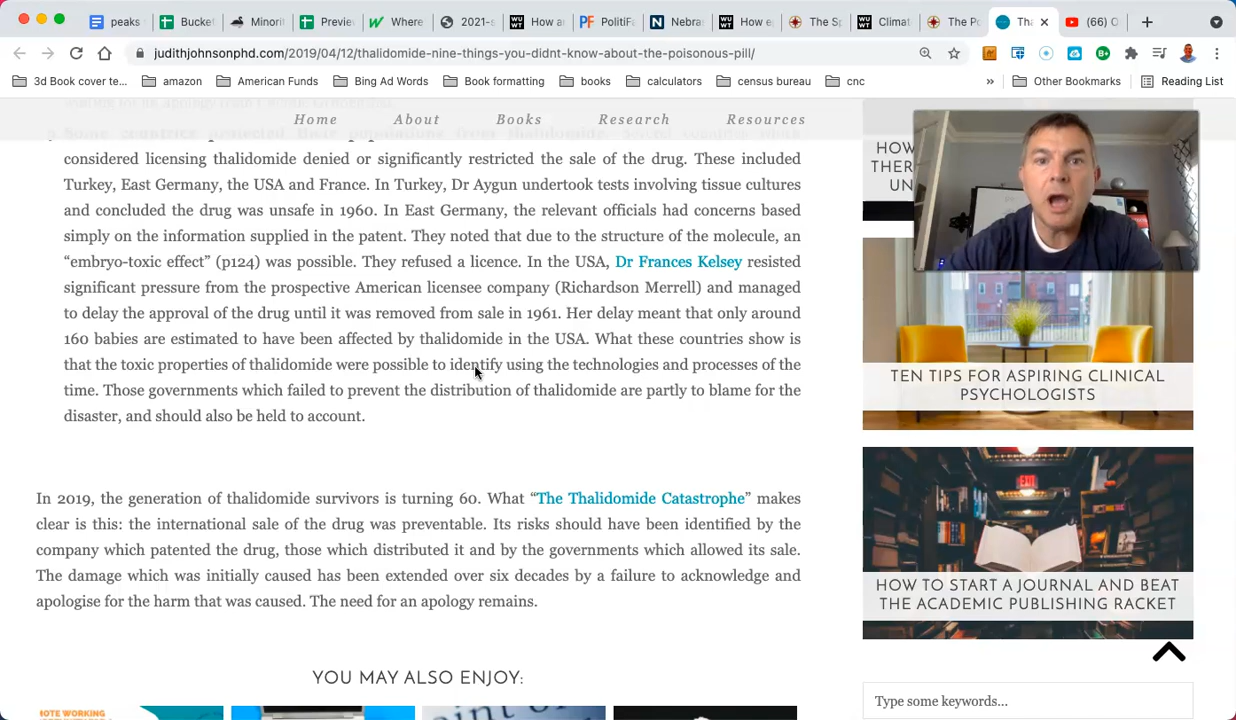 peaks
Bucket
Minori
Preview
Where
2021-s
How ar
PolitiF
Nebra
How e
The Sp
Climat
The Po
Tha
(66) O
judithjohnsonphd.com/2019/04/12/thalidomide-nine-things-you-didnt-know-about-the-poisonous-pill/
3d Book cover te...
amazon
American Funds
Bing Ad Words
Book formatting
books
calculators
census bureau
cnc
»
Other Bookmarks
Reading List
Home
About
Books
Research
Resources
considered licensing thalidomide denied or significantly restricted the sale of the drug. These included
Turkey, East Germany, the USA and France. In Turkey, Dr Aygun undertook tests involving tissue cultures
and concluded the drug was unsafe in 1960. In East Germany, the relevant officials had concerns based
simply on the information supplied in the patent. They noted that due to the structure of the molecule, an
“embryo-toxic effect” (p124) was possible. They refused a licence. In the USA, Dr Frances Kelsey resisted
significant pressure from the prospective American licensee company (Richardson Merrell) and managed
to delay the approval of the drug until it was removed from sale in 1961. Her delay meant that only around
160 babies are estimated to have been affected by thalidomide in the USA. What these countries show is
that the toxic properties of thalidomide were possible to identify using the technologies and processes of the
time. Those governments which failed to prevent the distribution of thalidomide are partly to blame for the
disaster, and should also be held to account.
In 2019, the generation of thalidomide survivors is turning 60. What “The Thalidomide Catastrophe” makes
clear is this: the international sale of the drug was preventable. Its risks should have been identified by the
company which patented the drug, those which distributed it and by the governments which allowed its sale.
The damage which was initially caused has been extended over six decades by a failure to acknowledge and
apologise for the harm that was caused. The need for an apology remains.
YOU MAY ALSO ENJOY:
HOW
THER
UN
TEN TIPS FOR ASPIRING CLINICAL
PSYCHOLOGISTS
EXIT
HOW TO START A JOURNAL AND BEAT
THE ACADEMIC PUBLISHING RACKET
Type some keywords...